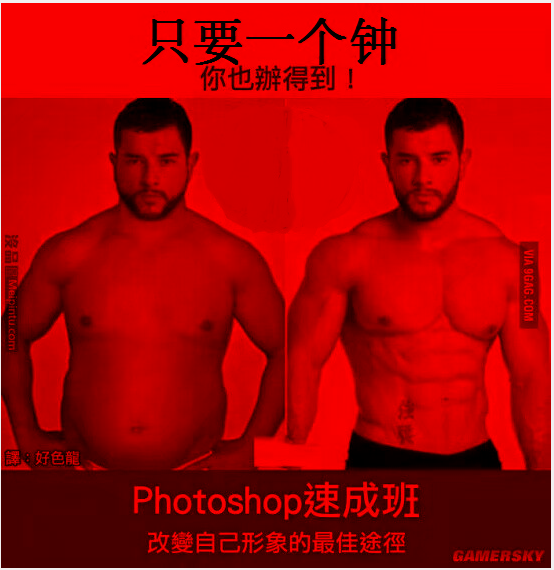 只要一个钟
你也辦得到！
VIA 9GAG.COM
譯：好色龍
Photoshop速成班
改變自己形象的最佳途徑
GAMERSKY